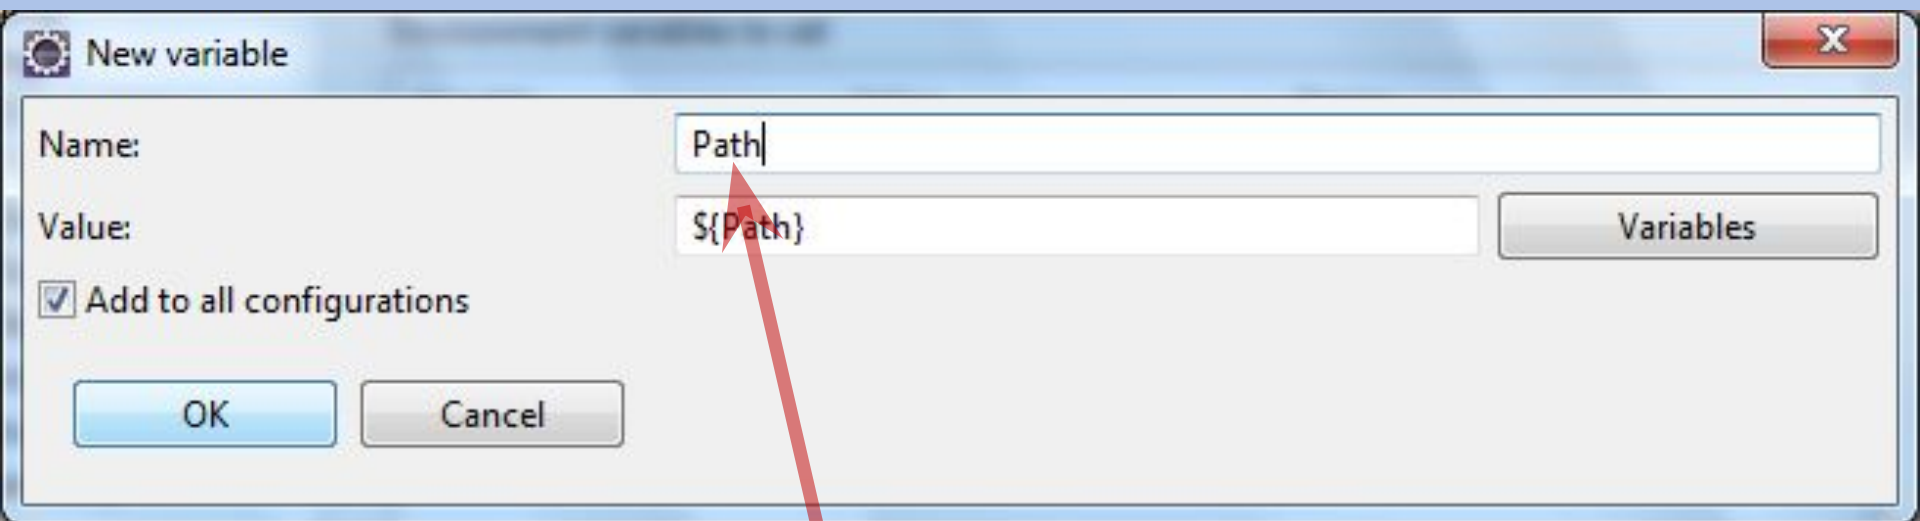 New variable
Name:
Path
Value:
${Path}
Variables
Add to all configurations
OK
Cancel